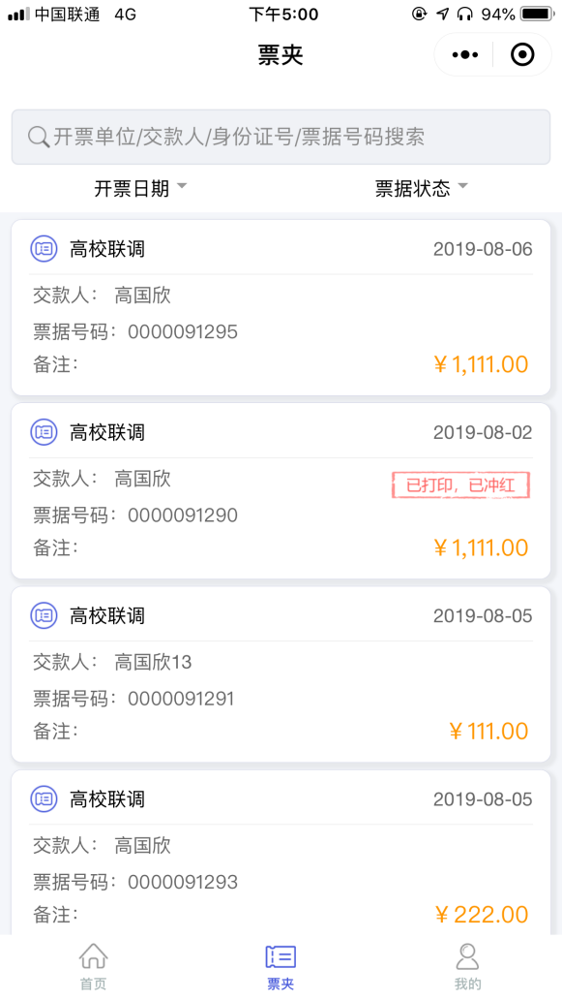 中国联通 4G 下午5:00 94%
票夹
开票单位/交款人/身份证号/票据号码搜索
开票日期 票据状态
高校联调 2019-08-06
交款人: 高国欣
票据号码: 0000091295
备注: ¥1,111.00
高校联调 2019-08-02
交款人: 高国欣 已打印，已冲红
票据号码: 0000091290
备注: ¥1,111.00
高校联调 2019-08-05
交款人: 高国欣13
票据号码: 0000091291
备注: ¥111.00
高校联调 2019-08-05
交款人: 高国欣
票据号码: 0000091293
备注: ¥222.00
首页 票夹 我的